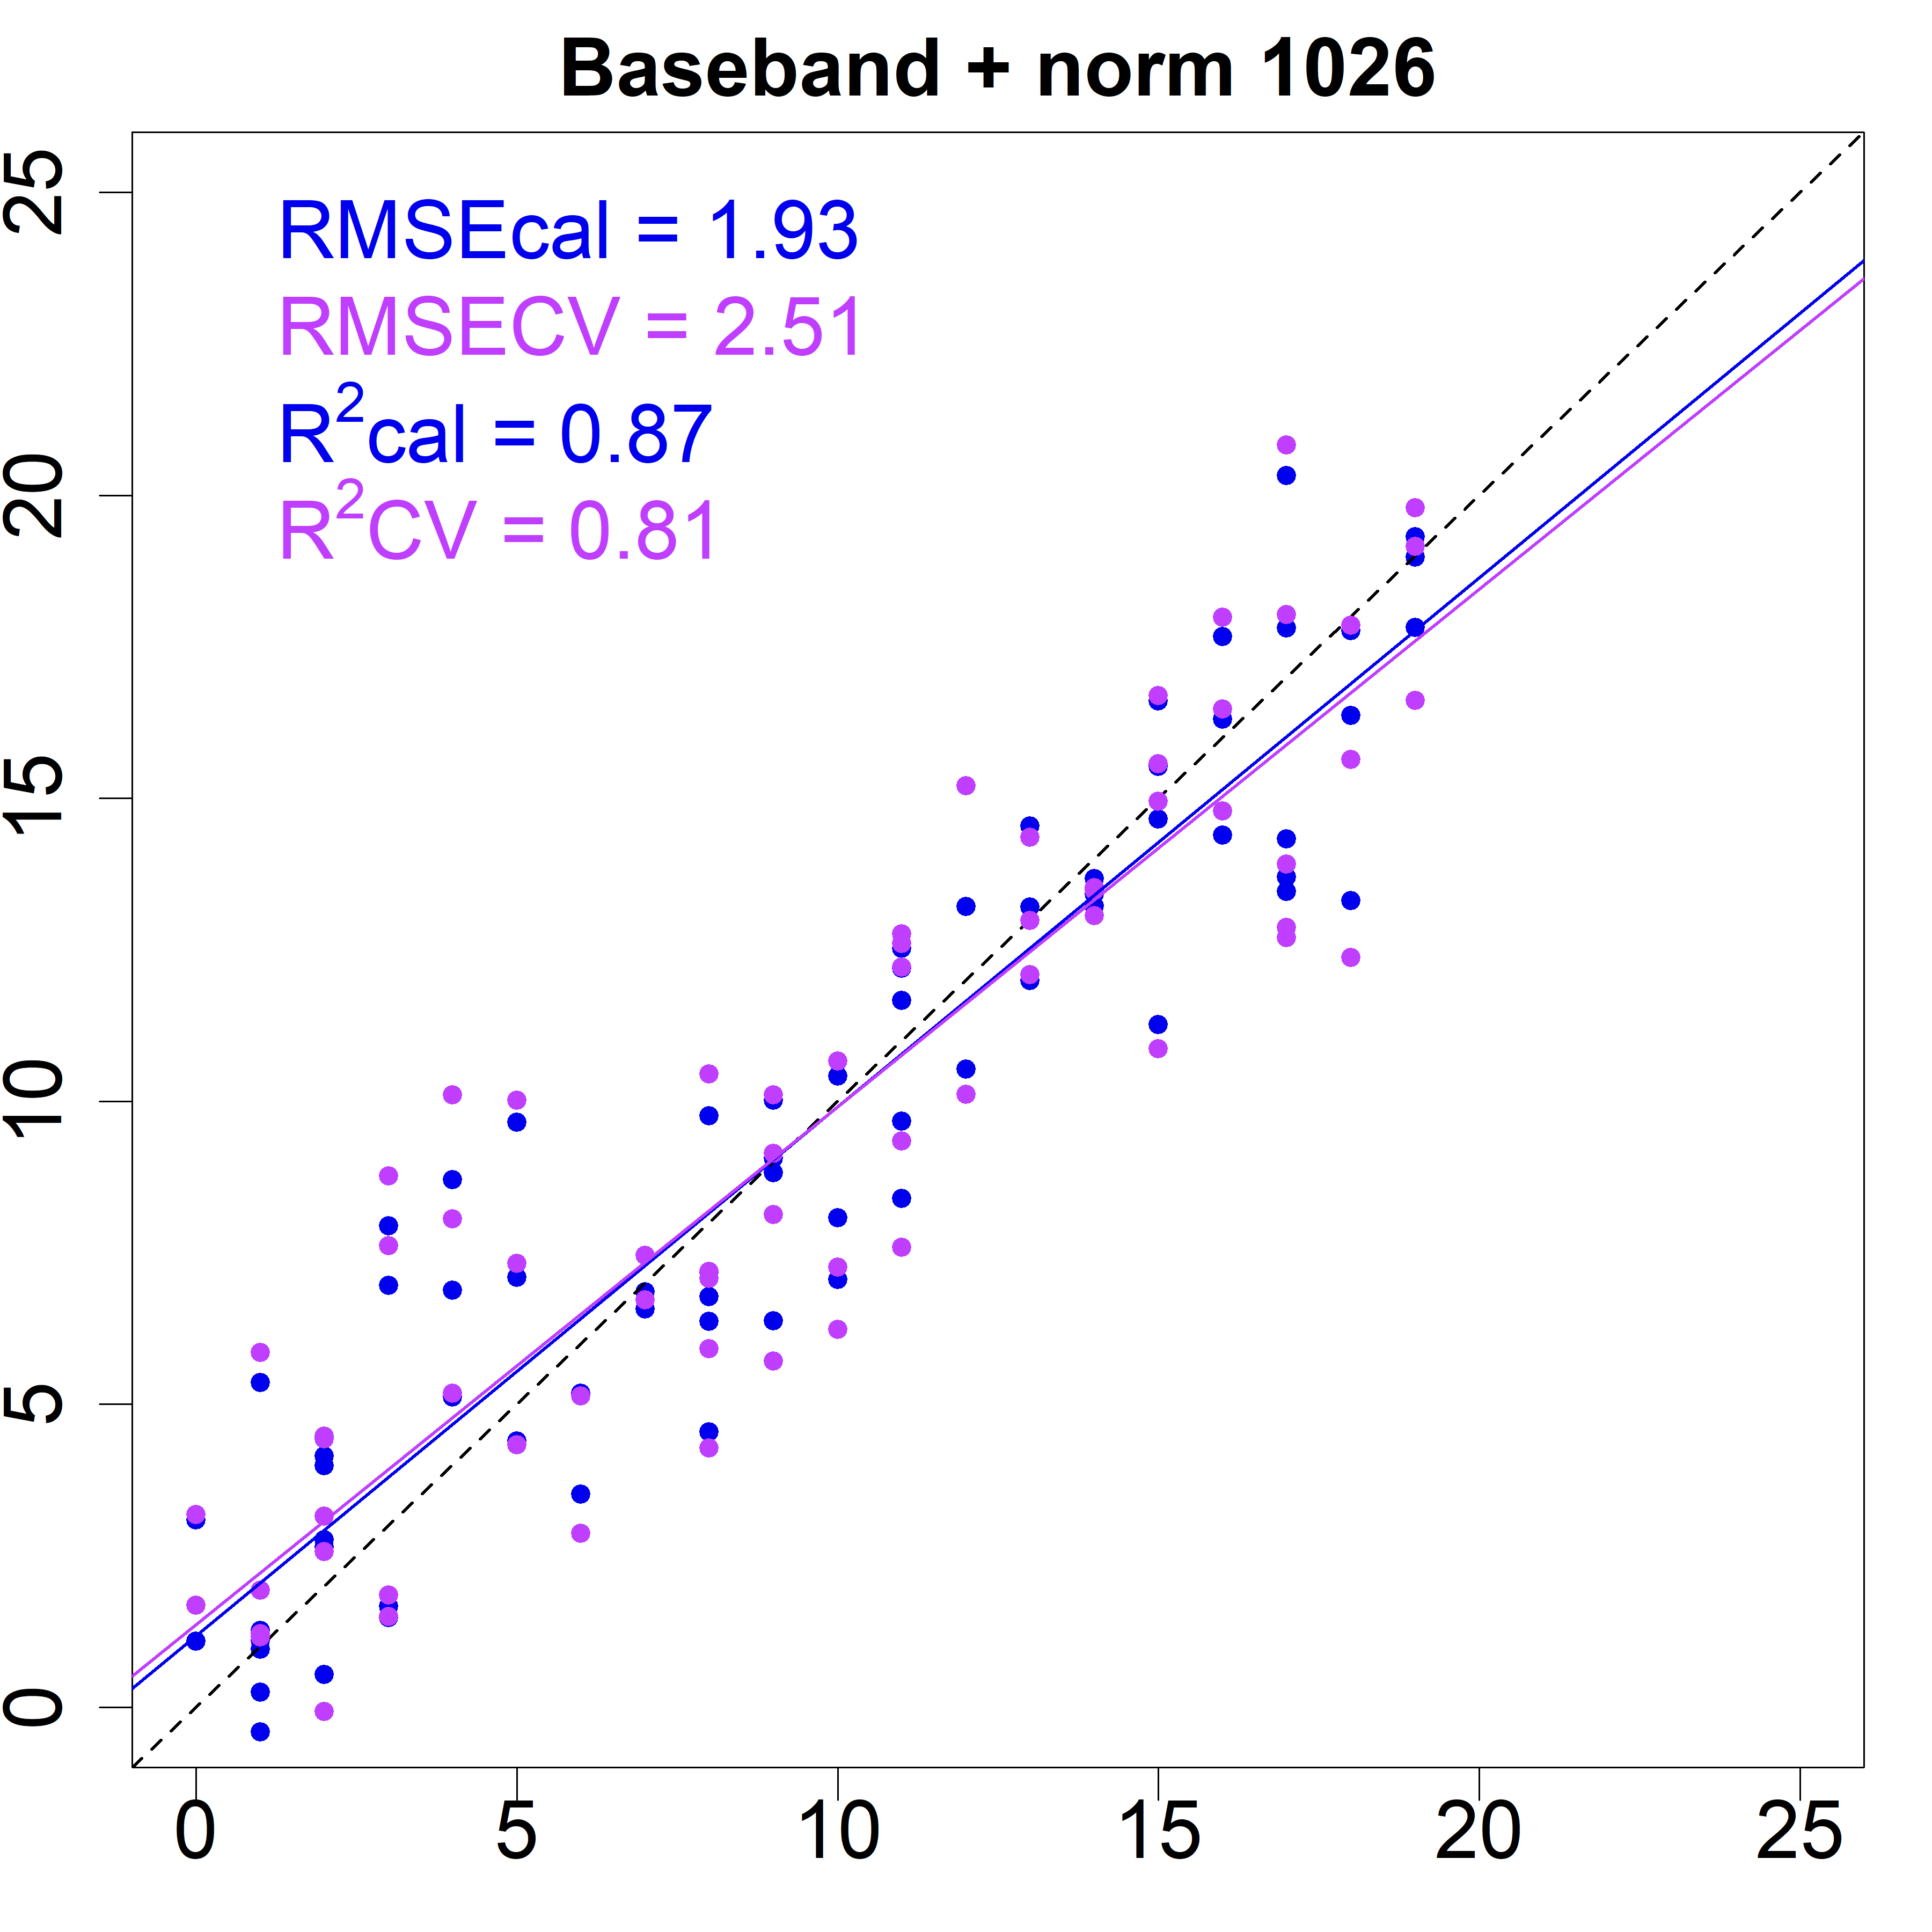 Baseband + norm 1026
RMSEcal = 1.93
RMSECV = 2.51
R²cal = 0.87
R²CV = 0.81
25
20
15
10
5
0
0 5 10 15 20 25